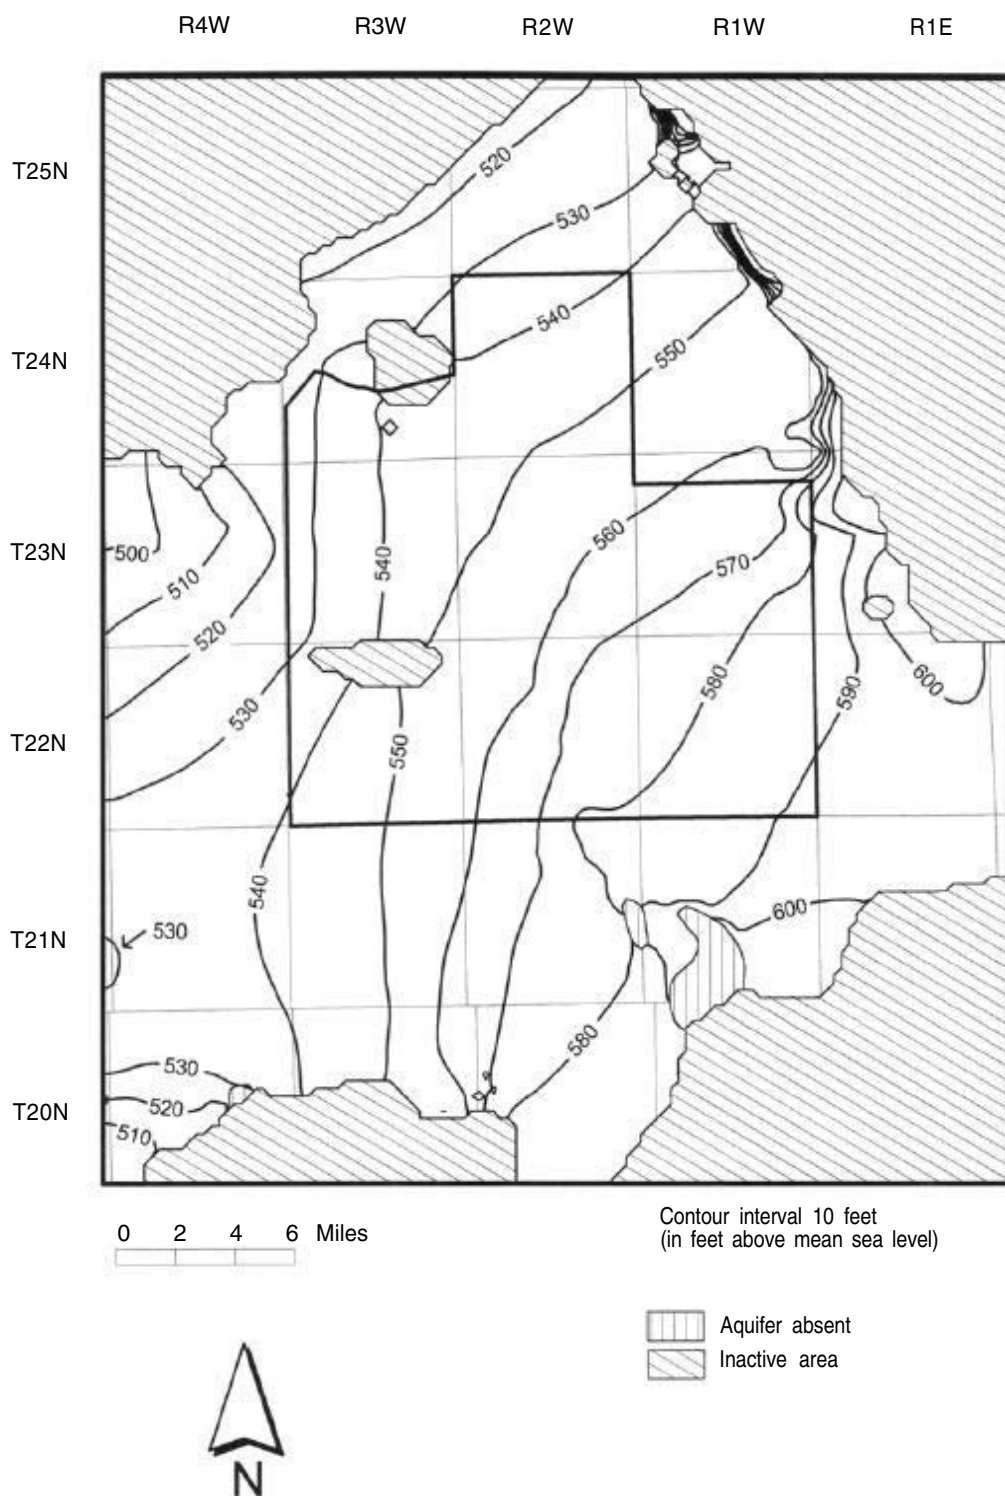 R4W R3W R2W R1W R1E
T25N
520
530
T24N
540
550
T23N
500
510
520
540
560
570
T22N
530
550
580
590
600
T21N
540
530
600
T20N
530
520
510
580
0 2 4 6 Miles
Contour interval 10 feet
(in feet above mean sea level)
Aquifer absent
Inactive area
N